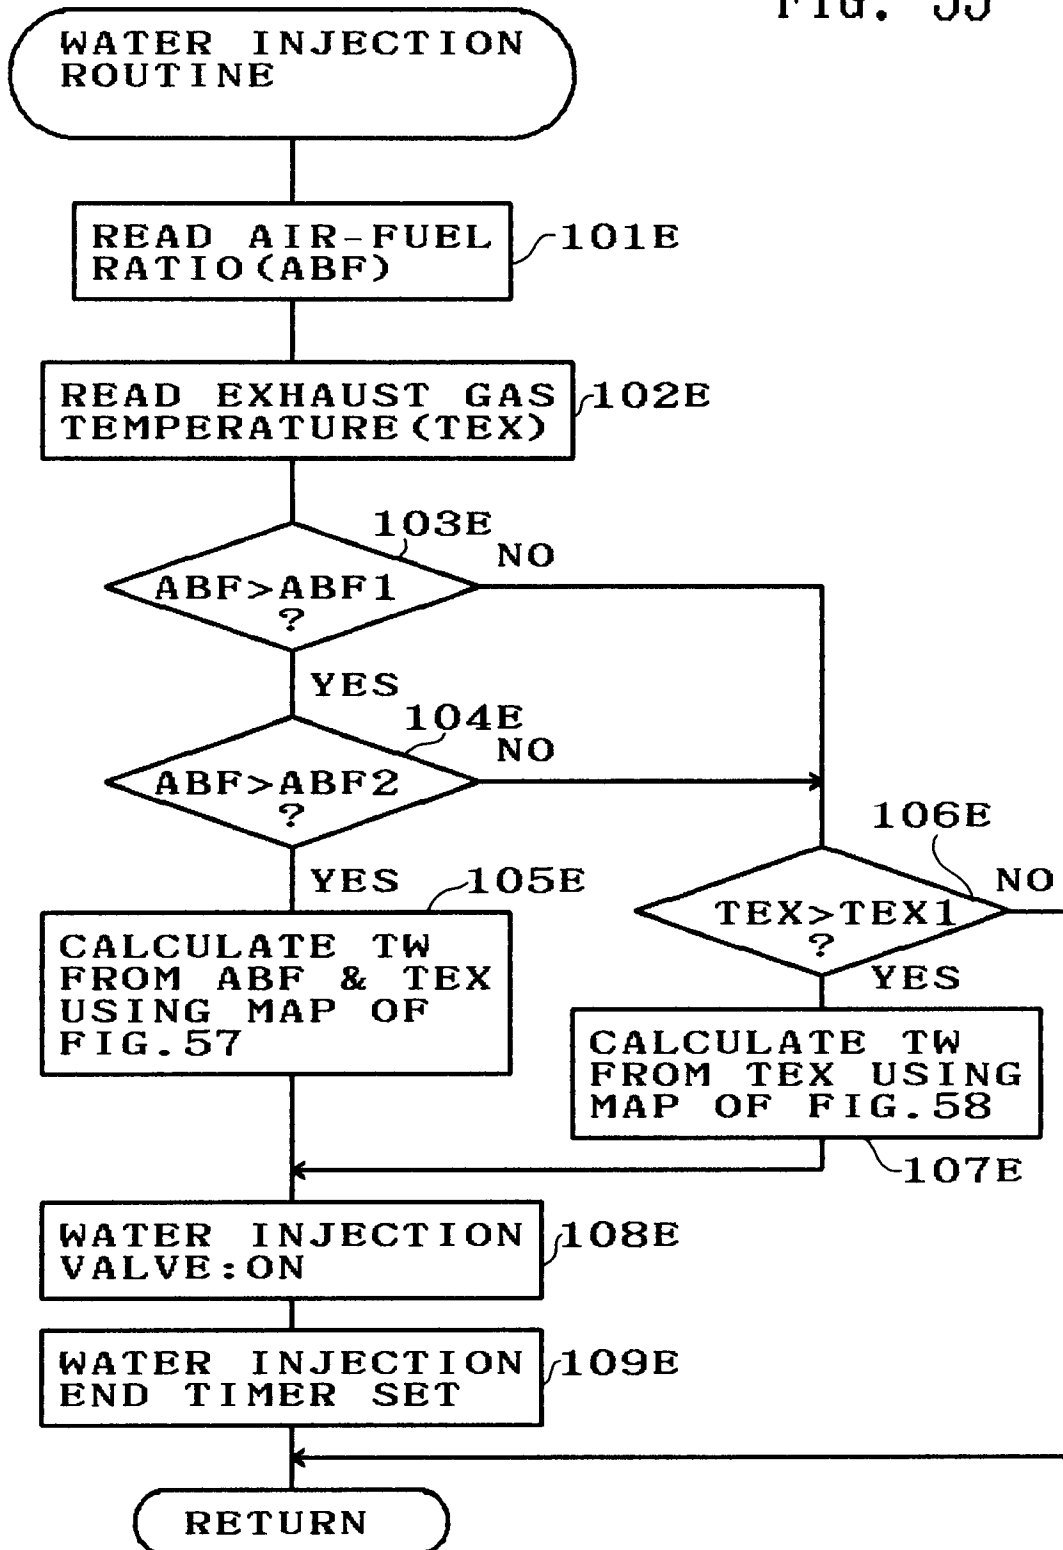 FIG. 55
WATER INJECTION
ROUTINE
READ AIR-FUEL
RATIO(ABF)
101E
READ EXHAUST GAS
TEMPERATURE(TEX)
102E
103E
NO
ABF>ABF1
?
YES
104E
NO
ABF>ABF2
?
YES
105E
106E
NO
TEX>TEX1
?
YES
CALCULATE TW
FROM ABF & TEX
USING MAP OF
FIG.57
CALCULATE TW
FROM TEX USING
MAP OF FIG.58
107E
WATER INJECTION
VALVE:ON
108E
WATER INJECTION
END TIMER SET
109E
RETURN